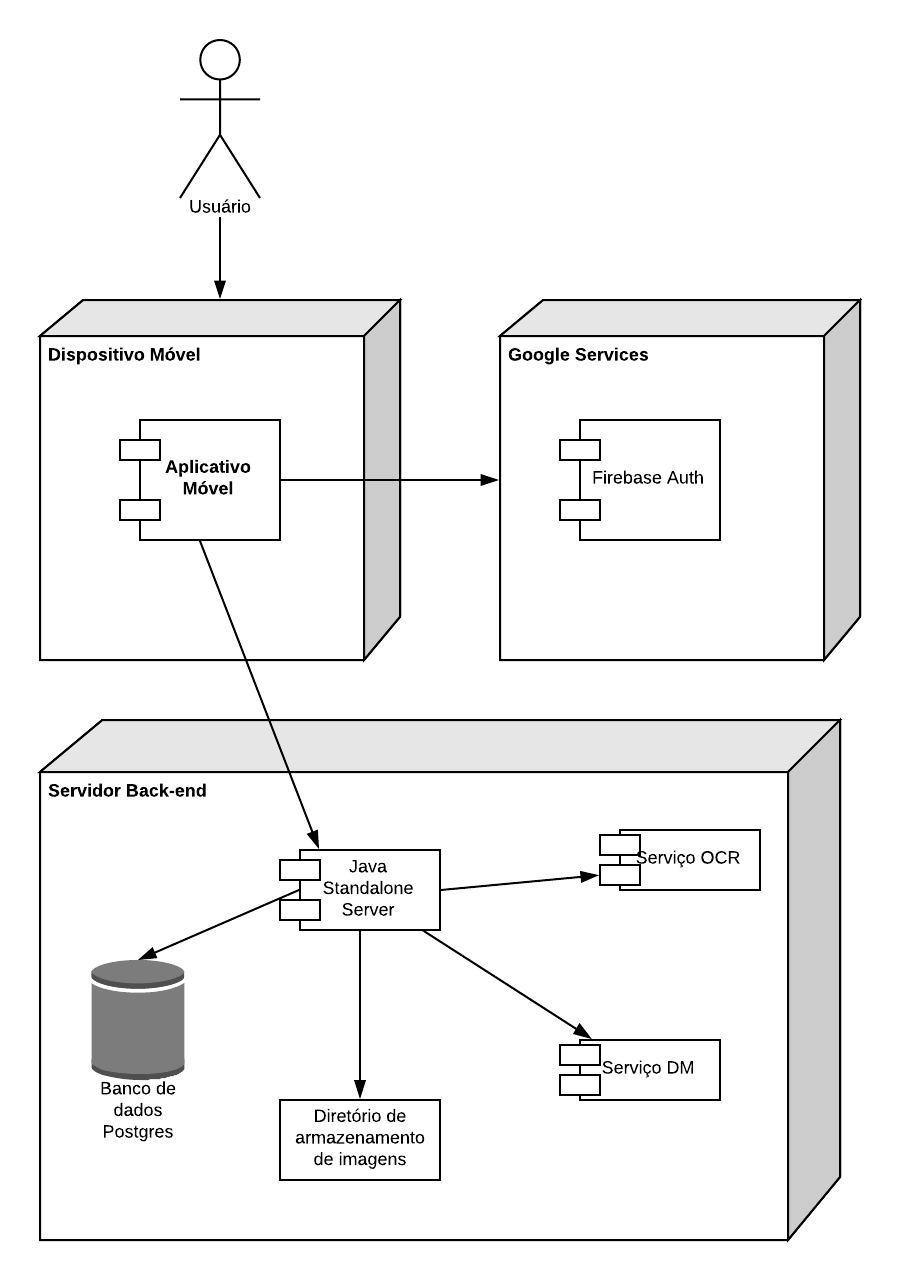 Usuário
Dispositivo Móvel
Google Services
Aplicativo
Móvel
Firebase Auth
Servidor Back-end
Java
Standalone
Server
Serviço OCR
Serviço DM
Banco de
dados
Postgres
Diretório de
armazenamento
de imagens